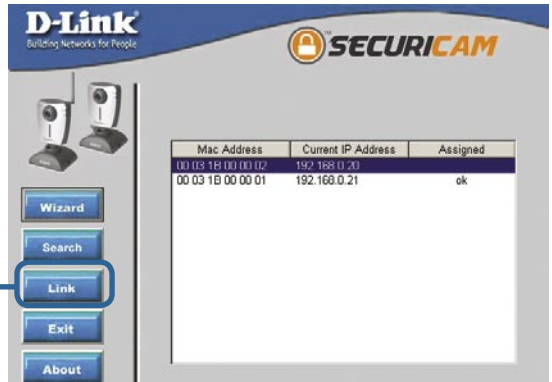 D-Link
Building Networks for People
SECURICAM
Mac Address Current IP Address Assigned
00 03 1B 00 00 02 192.168.0.20
00 03 1B 00 00 01 192.168.0.21 ok
Wizard
Search
Link
Exit
About